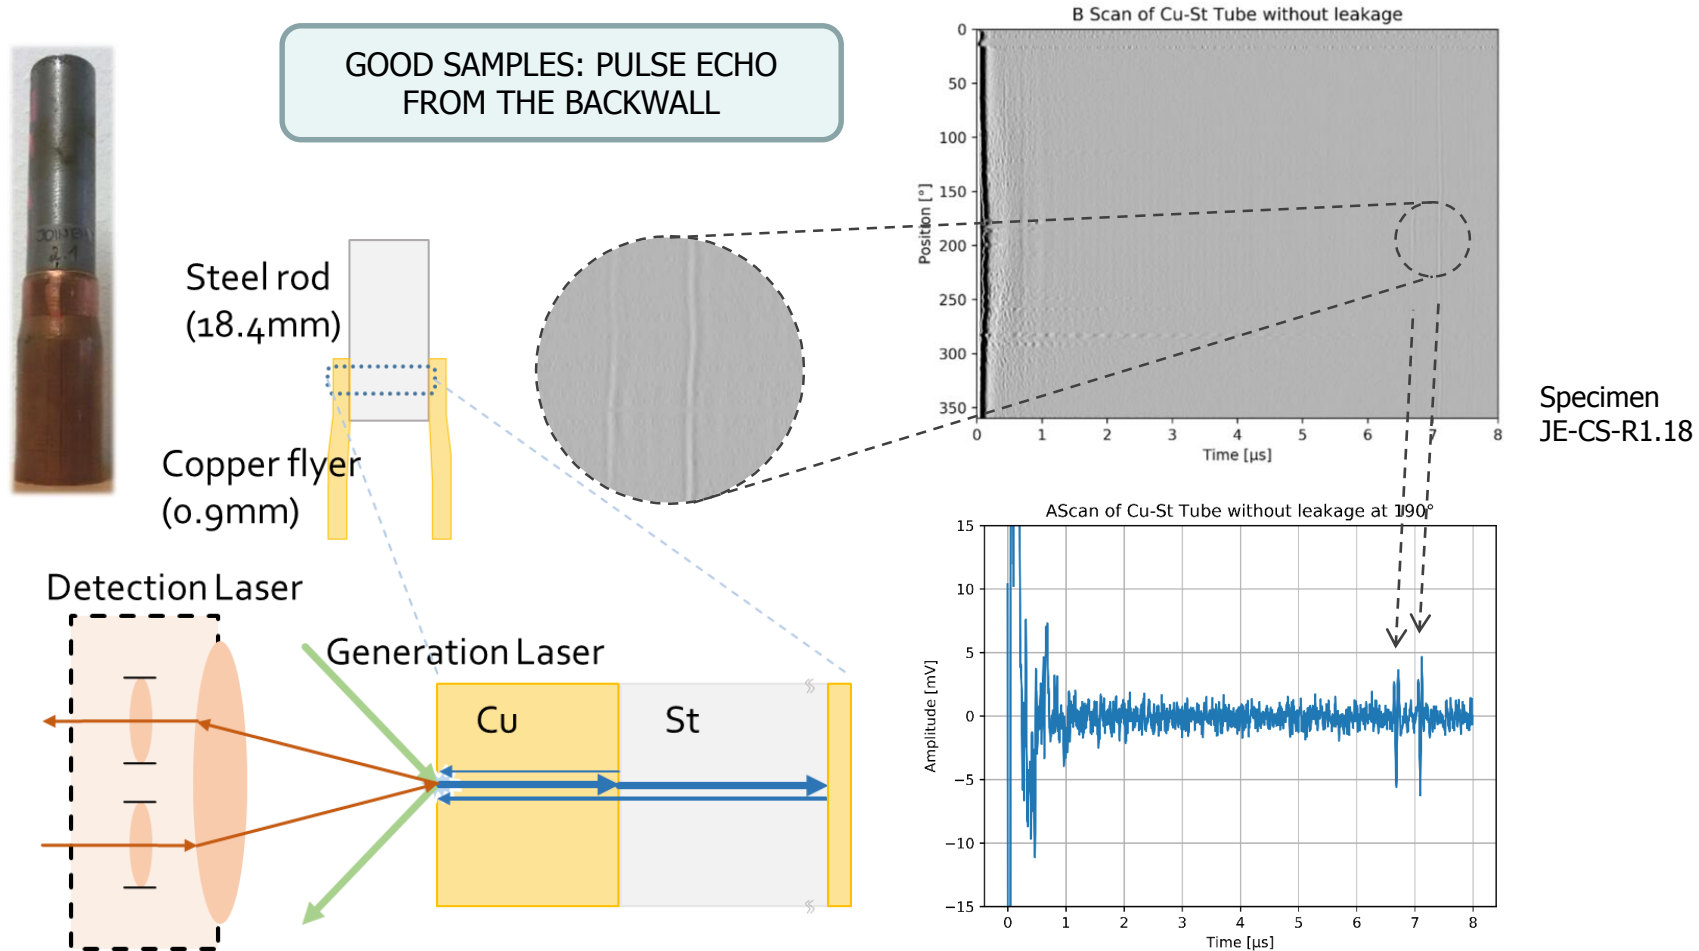 GOOD SAMPLES: PULSE ECHO
FROM THE BACKWALL
Steel rod
(18.4mm)
Copper flyer
(0.9mm)
Detection Laser
Generation Laser
Cu
St
B Scan of Cu-St Tube without leakage
0
50
100
150
200
250
300
350
Position [°]
0
1
2
3
4
5
6
7
8
Time [µs]
Specimen
JE-CS-R1.18
AScan of Cu-St Tube without leakage at 190°
15
10
5
0
−5
−10
−15
Amplitude [mV]
0
1
2
3
4
5
6
7
8
Time [µs]